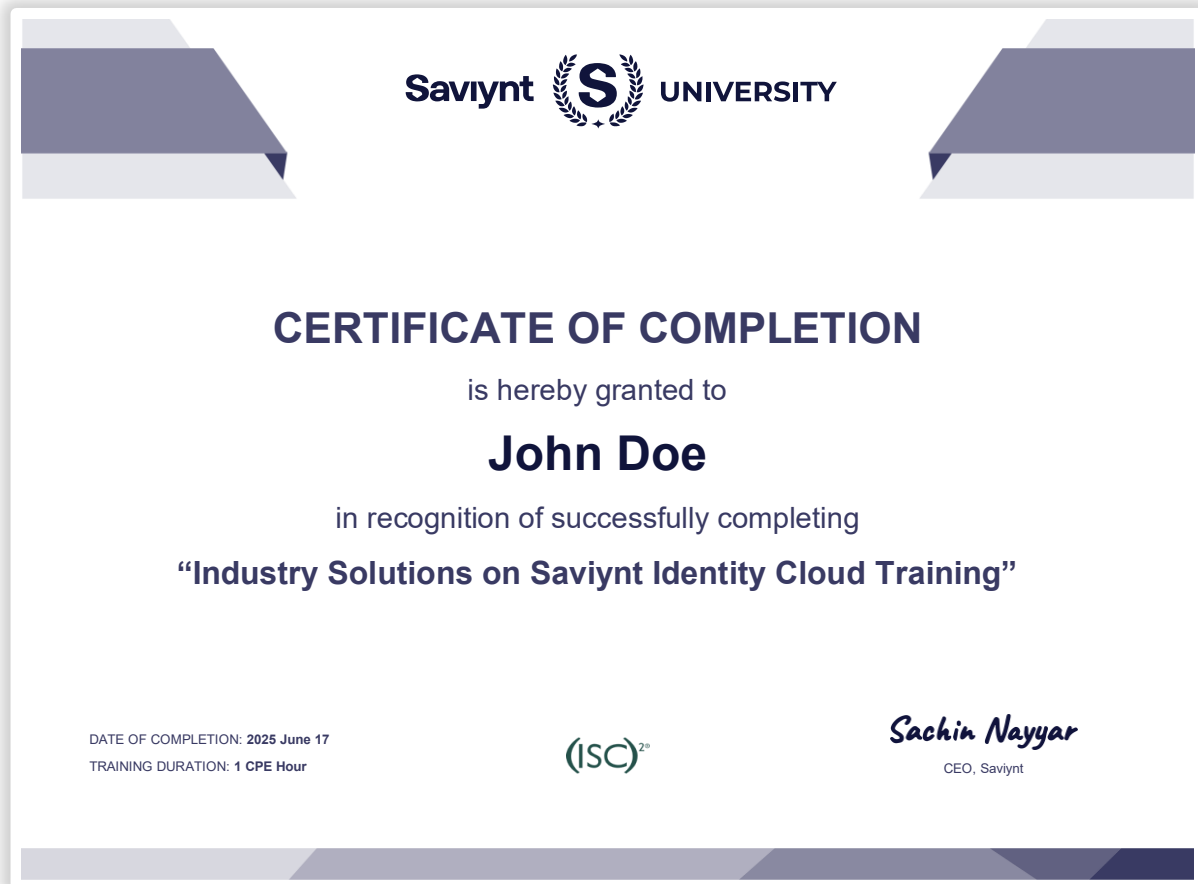 Saviynt S UNIVERSITY
CERTIFICATE OF COMPLETION
is hereby granted to
John Doe
in recognition of successfully completing
“Industry Solutions on Saviynt Identity Cloud Training”
DATE OF COMPLETION: 2025 June 17
TRAINING DURATION: 1 CPE Hour
(ISC)²®
Sachin Nayyar
CEO, Saviynt